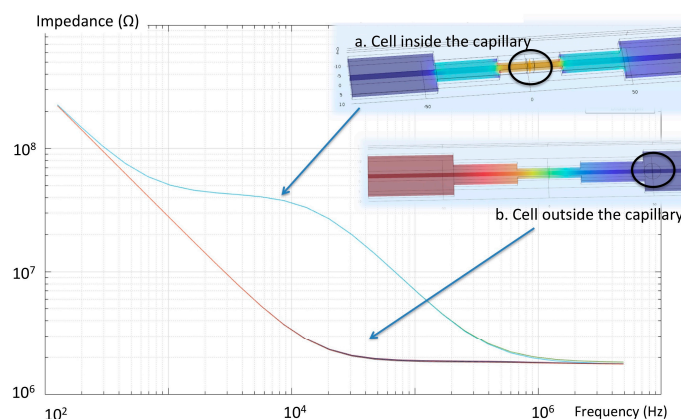 Impedance (Ω)
a. Cell inside the capillary
10⁸
b. Cell outside the capillary
10⁷
10⁶
10²
10⁴
10⁶
Frequency (Hz)